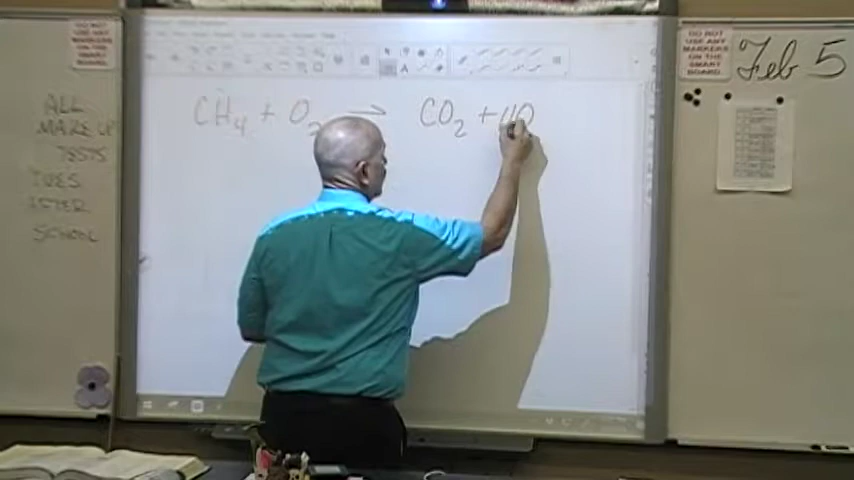 ALL
MAKE UP
TESTS
TUES
AFTER
SCHOOL
DO NOT
USE ANY
MARKERS
ON THE
SMART
BOARD
CH4 + O2 → CO2 + HO
DO NOT
USE ANY
MARKERS
ON THE
SMART
BOARD
Feb 5